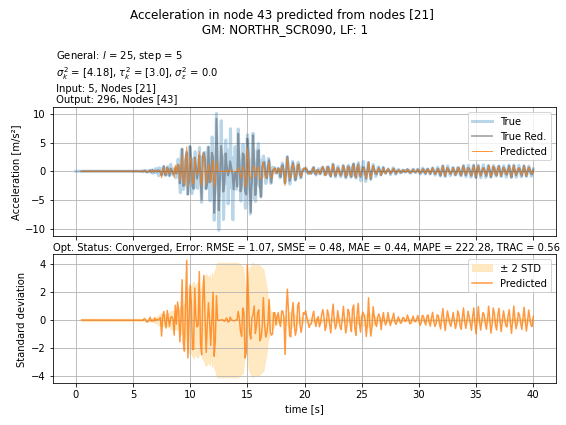 Acceleration in node 43 predicted from nodes [21]
GM: NORTHR_SCR090, LF: 1
General: l = 25, step = 5
σ²ₖ = [4.18], τ²ₖ = [3.0], σ²ε = 0.0
Input: 5, Nodes [21]
Output: 296, Nodes [43]
Acceleration [m/s²]
10
5
0
−5
−10
True
True Red.
Predicted
Opt. Status: Converged, Error: RMSE = 1.07, SMSE = 0.48, MAE = 0.44, MAPE = 222.28, TRAC = 0.56
Standard deviation
4
2
0
−2
−4
± 2 STD
Predicted
0 5 10 15 20 25 30 35 40
time [s]